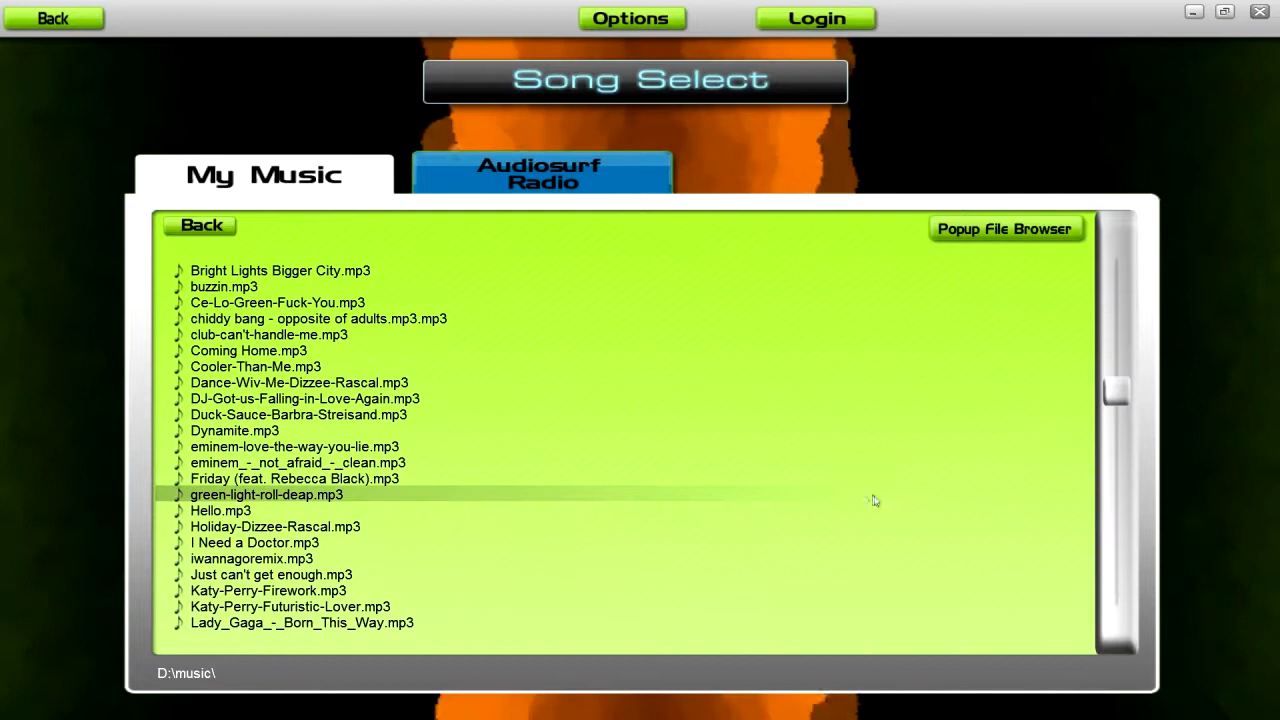 Back
Options
Login
Song Select
My Music
Audiosurf
Radio
Back
Popup File Browser
Bright Lights Bigger City.mp3
buzzin.mp3
Ce-Lo-Green-Fuck-You.mp3
chiddy bang - opposite of adults.mp3.mp3
club-can't-handle-me.mp3
Coming Home.mp3
Cooler-Than-Me.mp3
Dance-Wiv-Me-Dizzee-Rascal.mp3
DJ-Got-us-Falling-in-Love-Again.mp3
Duck-Sauce-Barbra-Streisand.mp3
Dynamite.mp3
eminem-love-the-way-you-lie.mp3
eminem_-_not_afraid_-_clean.mp3
Friday (feat. Rebecca Black).mp3
green-light-roll-deap.mp3
Hello.mp3
Holiday-Dizzee-Rascal.mp3
I Need a Doctor.mp3
iwannagoremix.mp3
Just can't get enough.mp3
Katy-Perry-Firework.mp3
Katy-Perry-Futuristic-Lover.mp3
Lady_Gaga_-_Born_This_Way.mp3
D:\music\